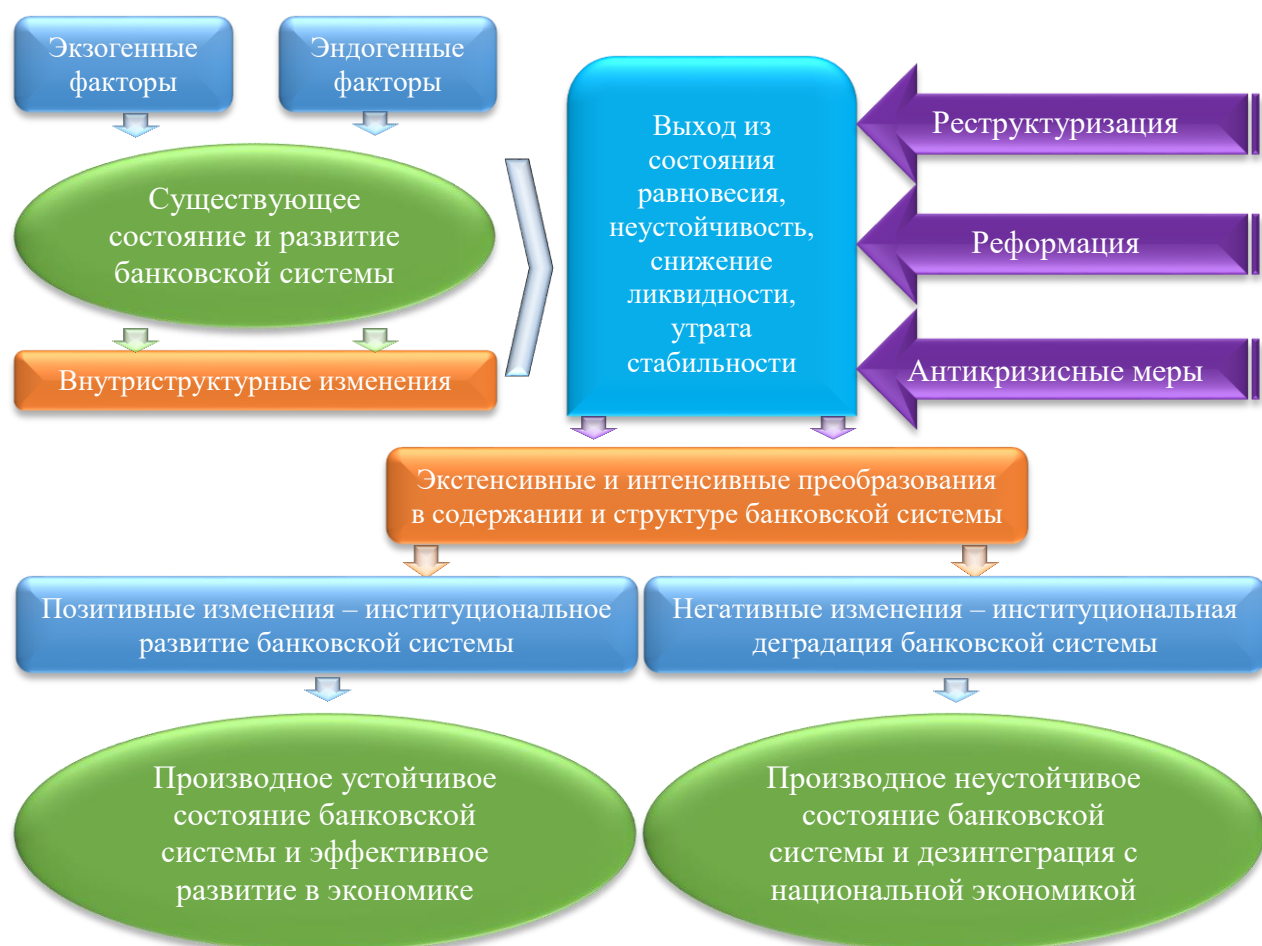 Экзогенные
факторы
Эндогенные
факторы
Существующее
состояние и развитие
банковской системы
Внутриструктурные изменения
Выход из
состояния
равновесия,
неустойчивость,
снижение
ликвидности,
утрата
стабильности
Реструктуризация
Реформация
Антикризисные меры
Экстенсивные и интенсивные преобразования
в содержании и структуре банковской системы
Позитивные изменения – институциональное
развитие банковской системы
Негативные изменения – институциональная
деградация банковской системы
Производное устойчивое
состояние банковской
системы и эффективное
развитие в экономике
Производное неустойчивое
состояние банковской
системы и дезинтеграция с
национальной экономикой